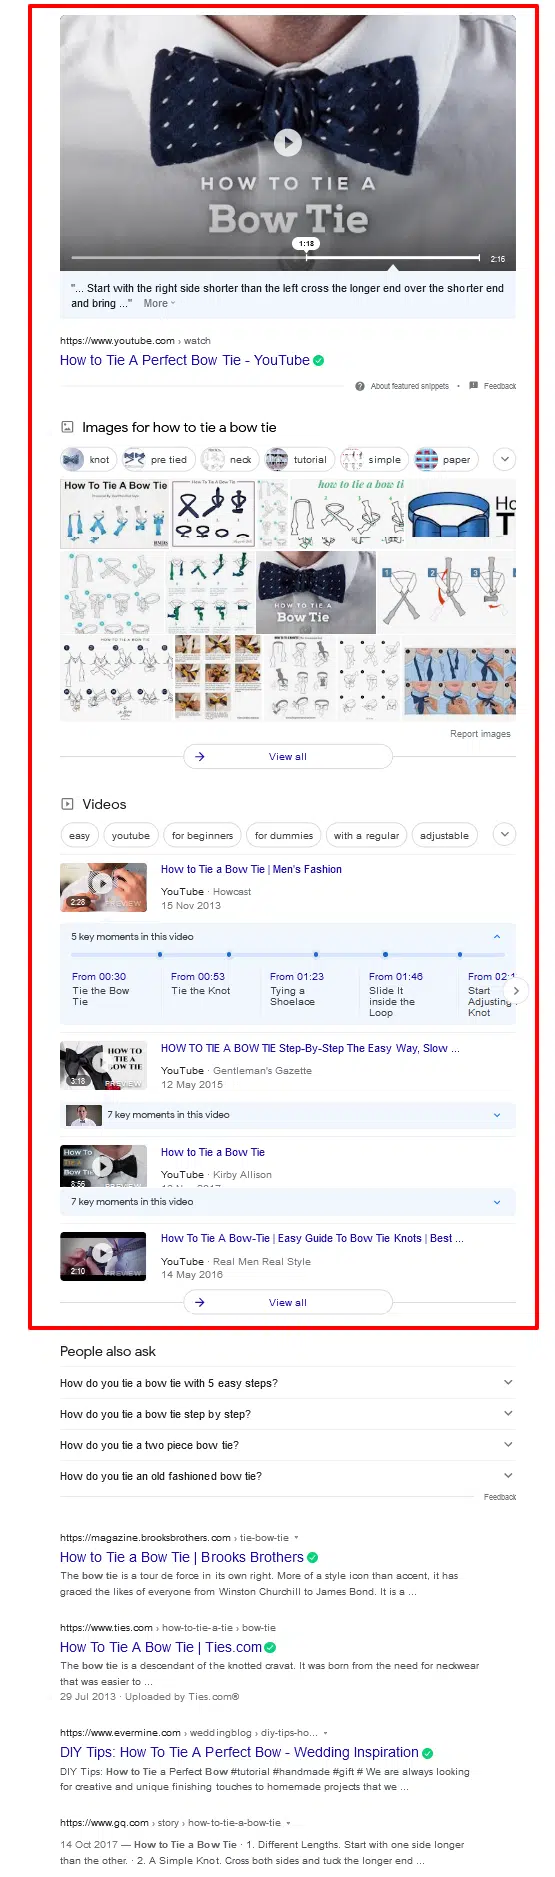 HOW TO TIE A
Bow Tie
1:18
2:16
"... Start with the right side shorter than the left cross the longer end over the shorter end
and bring ..." More
https://www.youtube.com › watch
How to Tie A Perfect Bow Tie - YouTube
About featured snippets • Feedback
Images for how to tie a bow tie
knot pre tied neck tutorial simple paper
How To Tie A Bow Tie
How To Tie A Bow Tie
how to tie a bow ti
HOW TO TIE A
Bow Tie
1 2 3
HOW TO TIE A BOW TIE
Report images
View all
Videos
easy youtube for beginners for dummies with a regular adjustable
How to Tie a Bow Tie | Men's Fashion
2:28 PREVIEW
YouTube · Howcast
15 Nov 2013
5 key moments in this video
From 00:30 From 00:53 From 01:23 From 01:46 From 02:1
Tie the Bow Tie the Knot Tying a Slide It Start
Tie Shoelace inside the Adjusting
Loop Knot
HOW TO TIE A BOW TIE Step-By-Step The Easy Way, Slow ...
HOW TO
TIE A
BOW TIE
3:18 PREVIEW
YouTube · Gentleman's Gazette
12 May 2015
7 key moments in this video
How to Tie a Bow Tie
How To
Tie A
Bow Tie
8:56
YouTube · Kirby Allison
7 key moments in this video
How To Tie A Bow-Tie | Easy Guide To Bow Tie Knots | Best ...
2:10 PREVIEW
YouTube · Real Men Real Style
14 May 2016
View all
People also ask
How do you tie a bow tie with 5 easy steps?
How do you tie a bow tie step by step?
How do you tie a two piece bow tie?
How do you tie an old fashioned bow tie?
Feedback
https://magazine.brooksbrothers.com › tie-bow-tie
How to Tie a Bow Tie | Brooks Brothers
The bow tie is a tour de force in its own right. More of a style icon than accent, it has
graced the likes of everyone from Winston Churchill to James Bond. It is a ...
https://www.ties.com › how-to-tie-a-tie › bow-tie
How To Tie A Bow Tie | Ties.com
The bow tie is a descendant of the knotted cravat. It was born from the need for neckwear
that was easier to ...
29 Jul 2013 · Uploaded by Ties.com®
https://www.evermine.com › weddingblog › diy-tips-ho...
DIY Tips: How To Tie A Perfect Bow - Wedding Inspiration
DIY Tips: How to Tie a Perfect Bow #tutorial #handmade #gift # We are always looking
for creative and unique finishing touches to homemade projects that we ...
https://www.gq.com › story › how-to-tie-a-bow-tie
14 Oct 2017 — How to Tie a Bow Tie · 1. Different Lengths. Start with one side longer
than the other. · 2. A Simple Knot. Cross both sides and tuck the longer end ...